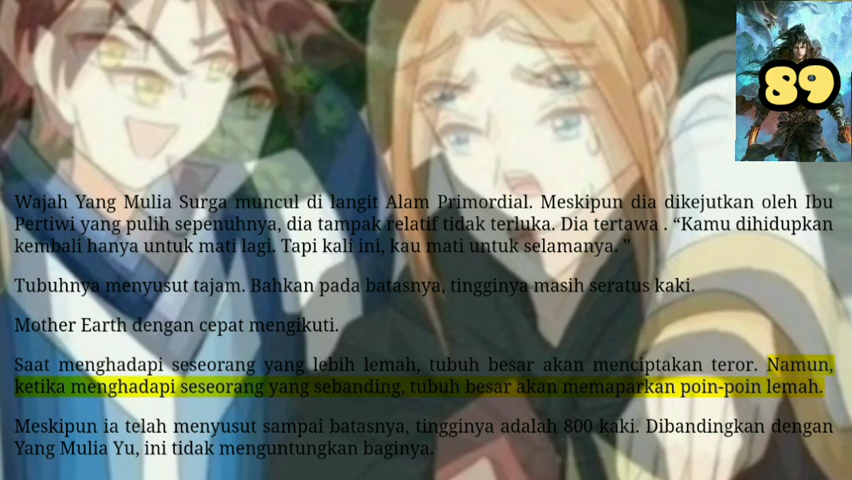 89
Wajah Yang Mulia Surga muncul di langit Alam Primordial. Meskipun dia dikejutkan oleh Ibu
Pertiwi yang pulih sepenuhnya, dia tampak relatif tidak terluka. Dia tertawa . “Kamu dihidupkan
kembali hanya untuk mati lagi. Tapi kali ini, kau mati untuk selamanya. ”
Tubuhnya menyusut tajam. Bahkan pada batasnya, tingginya masih seratus kaki.
Mother Earth dengan cepat mengikuti.
Saat menghadapi seseorang yang lebih lemah, tubuh besar akan menciptakan teror. Namun,
ketika menghadapi seseorang yang sebanding, tubuh besar akan memaparkan poin-poin lemah.
Meskipun ia telah menyusut sampai batasnya, tingginya adalah 800 kaki. Dibandingkan dengan
Yang Mulia Yu, ini tidak menguntungkan baginya.